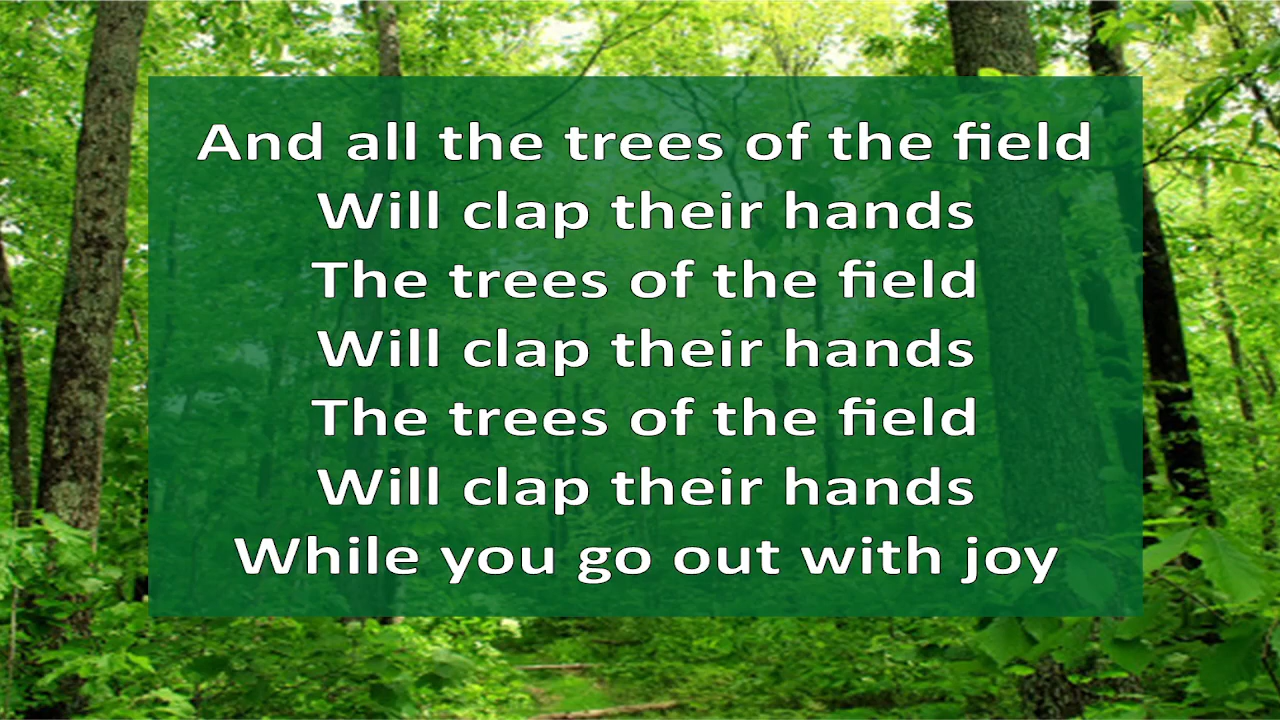 And all the trees of the field
Will clap their hands
The trees of the field
Will clap their hands
The trees of the field
Will clap their hands
While you go out with joy